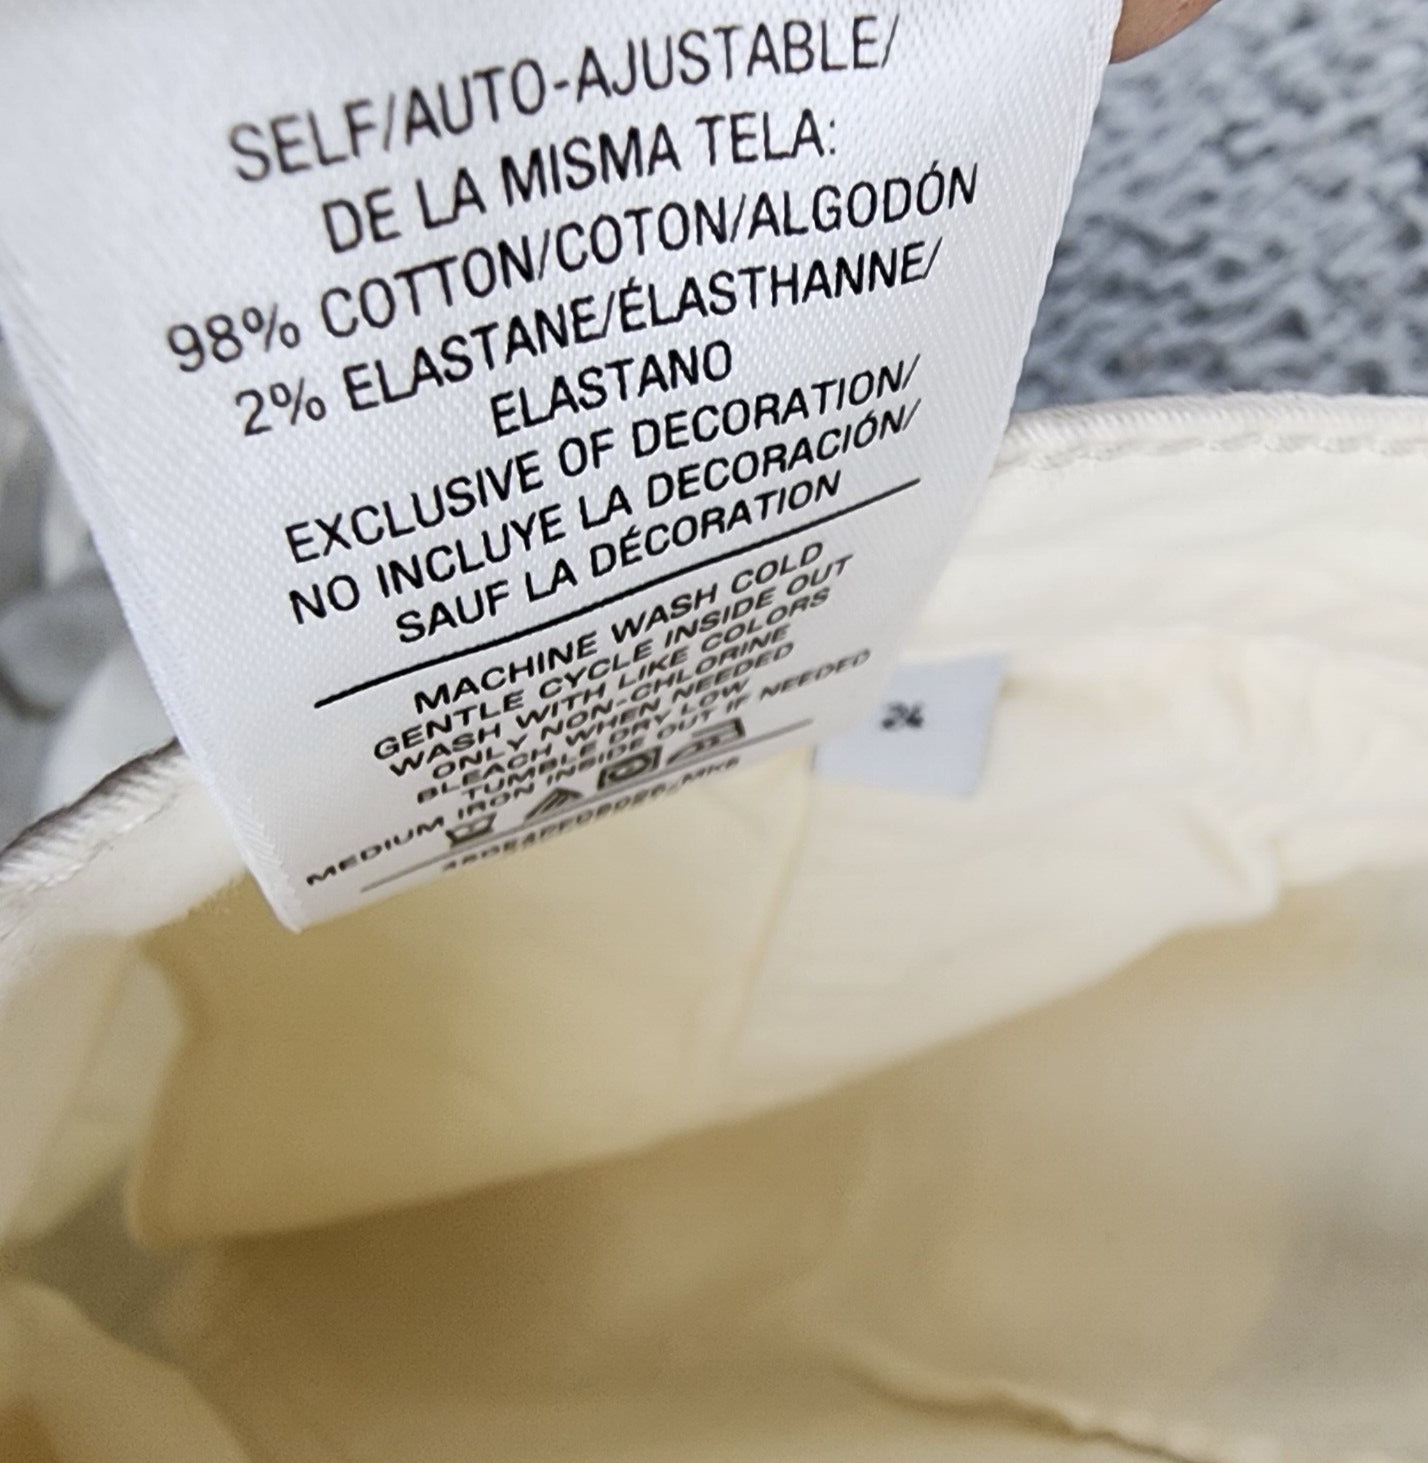 SELF/AUTO-AJUSTABLE/
DE LA MISMA TELA:
98% COTTON/COTON/ALGODÓN
2% ELASTANE/ÉLASTHANNE/
ELASTANO
EXCLUSIVE OF DECORATION/
NO INCLUYE LA DECORACIÓN/
SAUF LA DÉCORATION
MACHINE WASH COLD
GENTLE CYCLE INSIDE OUT
WASH WITH LIKE COLORS
ONLY NON-CHLORINE
BLEACH WHEN NEEDED
TUMBLE DRY LOW
MEDIUM IRON INSIDE OUT IF NEEDED
24